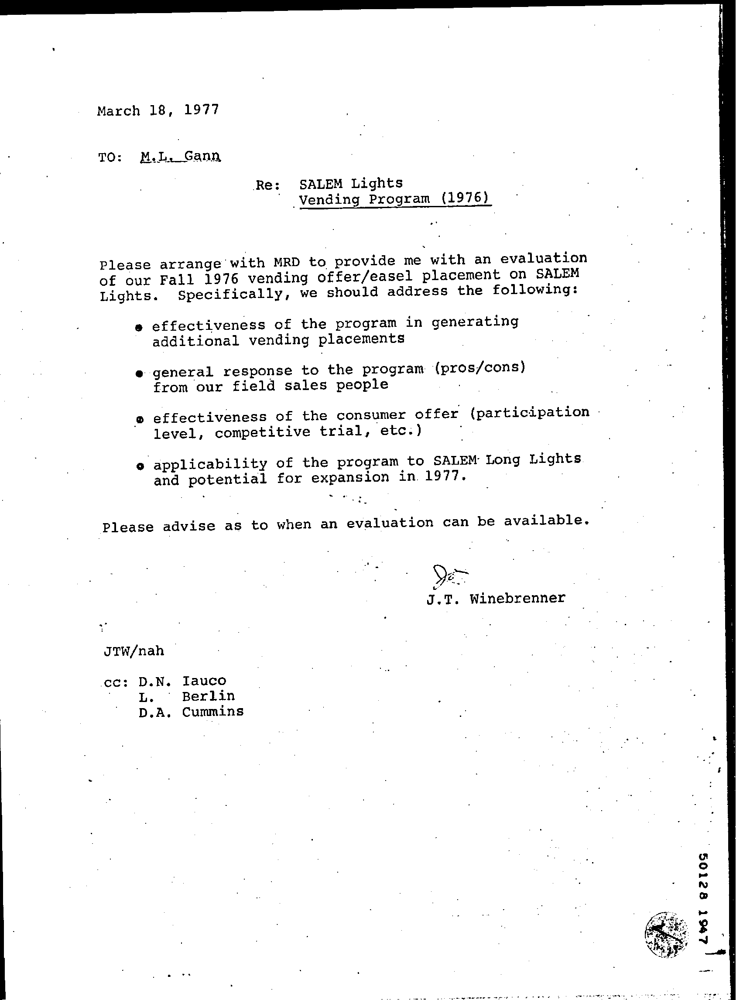 March 18, 1977
TO: M.L. Gann
Re: SALEM Lights
Vending Program (1976)
Please arrange with MRD to provide me with an evaluation
of our Fall 1976 vending offer/easel placement on SALEM
Lights. Specifically, we should address the following:
• effectiveness of the program in generating
additional vending placements
• general response to the program (pros/cons)
from our field sales people
• effectiveness of the consumer offer (participation
level, competitive trial, etc.)
• applicability of the program to SALEM Long Lights
and potential for expansion in 1977.
Please advise as to when an evaluation can be available.
J.T. Winebrenner
JTW/nah
cc: D.N. Iauco
L. Berlin
D.A. Cummins
50128 1947